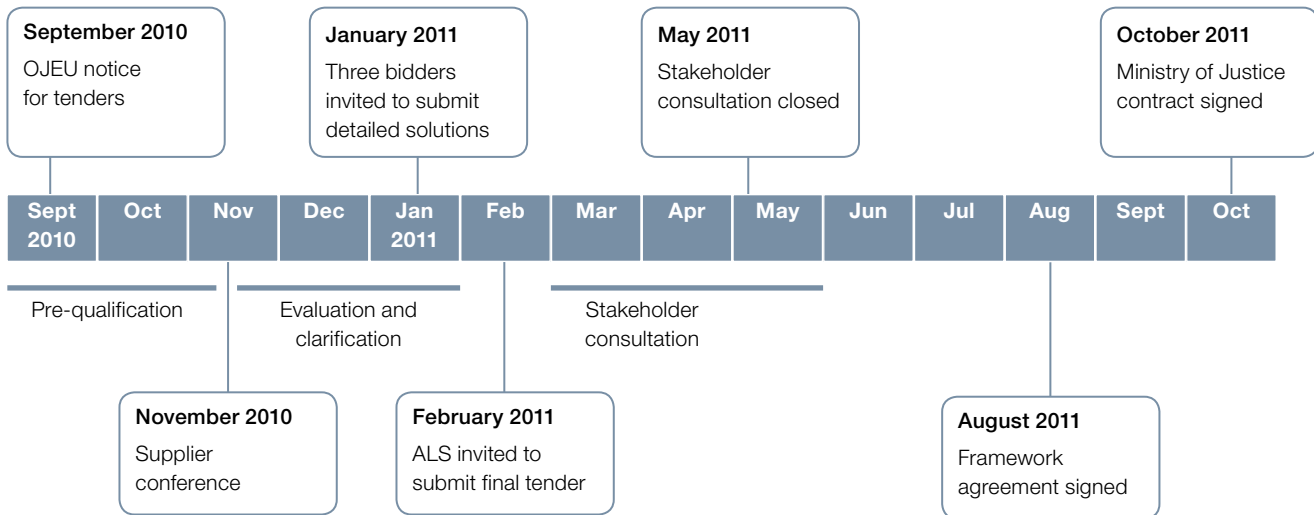 September 2010
OJEU notice
for tenders
January 2011
Three bidders
invited to submit
detailed solutions
May 2011
Stakeholder
consultation closed
October 2011
Ministry of Justice
contract signed
Sept
2010
Oct
Nov
Dec
Jan
2011
Feb
Mar
Apr
May
Jun
Jul
Aug
Sept
Oct
Pre-qualification
Evaluation and
clarification
Stakeholder
consultation
November 2010
Supplier
conference
February 2011
ALS invited to
submit final tender
August 2011
Framework
agreement signed